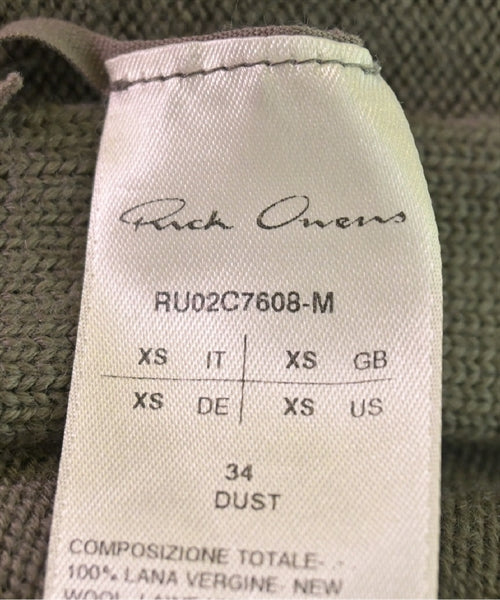 Rick Owens
RU02C7608-M
XS IT XS GB
XS DE XS US
34
DUST
COMPOSIZIONE TOTALE-
100% LANA VERGINE- NEW
WOOL-